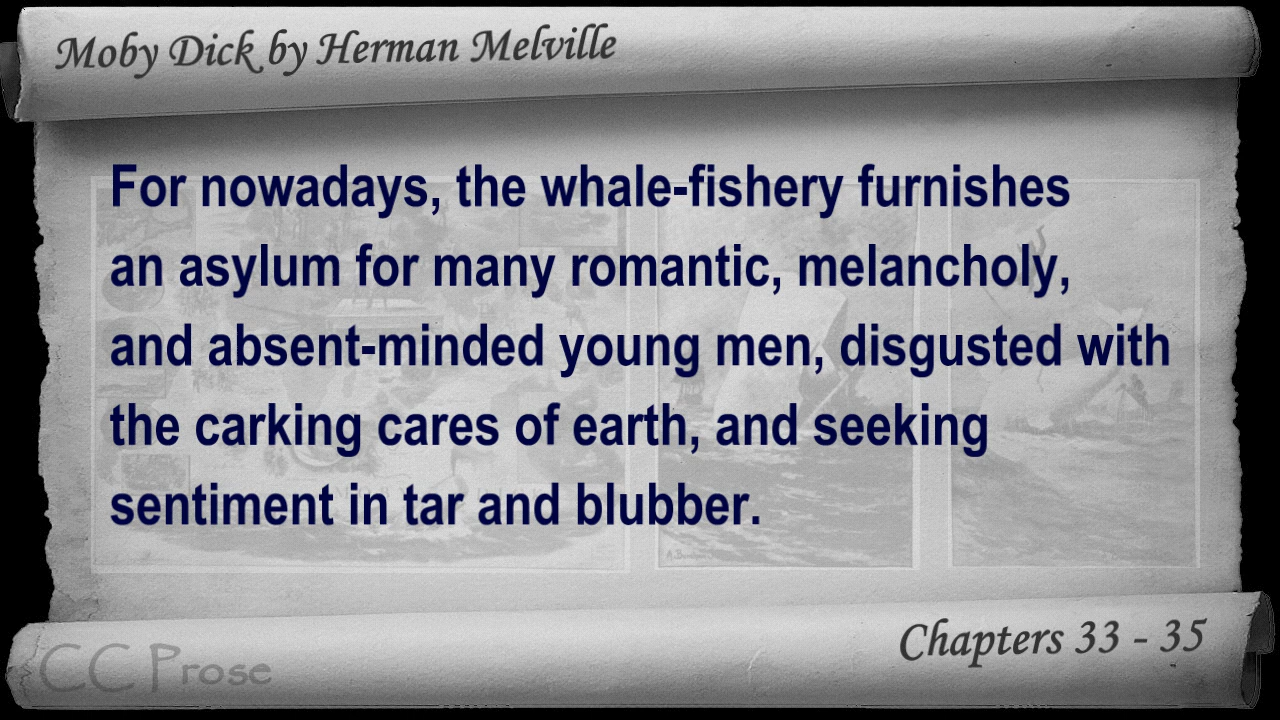 Moby Dick by Herman Melville
For nowadays, the whale-fishery furnishes
an asylum for many romantic, melancholy,
and absent-minded young men, disgusted with
the carking cares of earth, and seeking
sentiment in tar and blubber.
Chapters 33 - 35
CC Prose